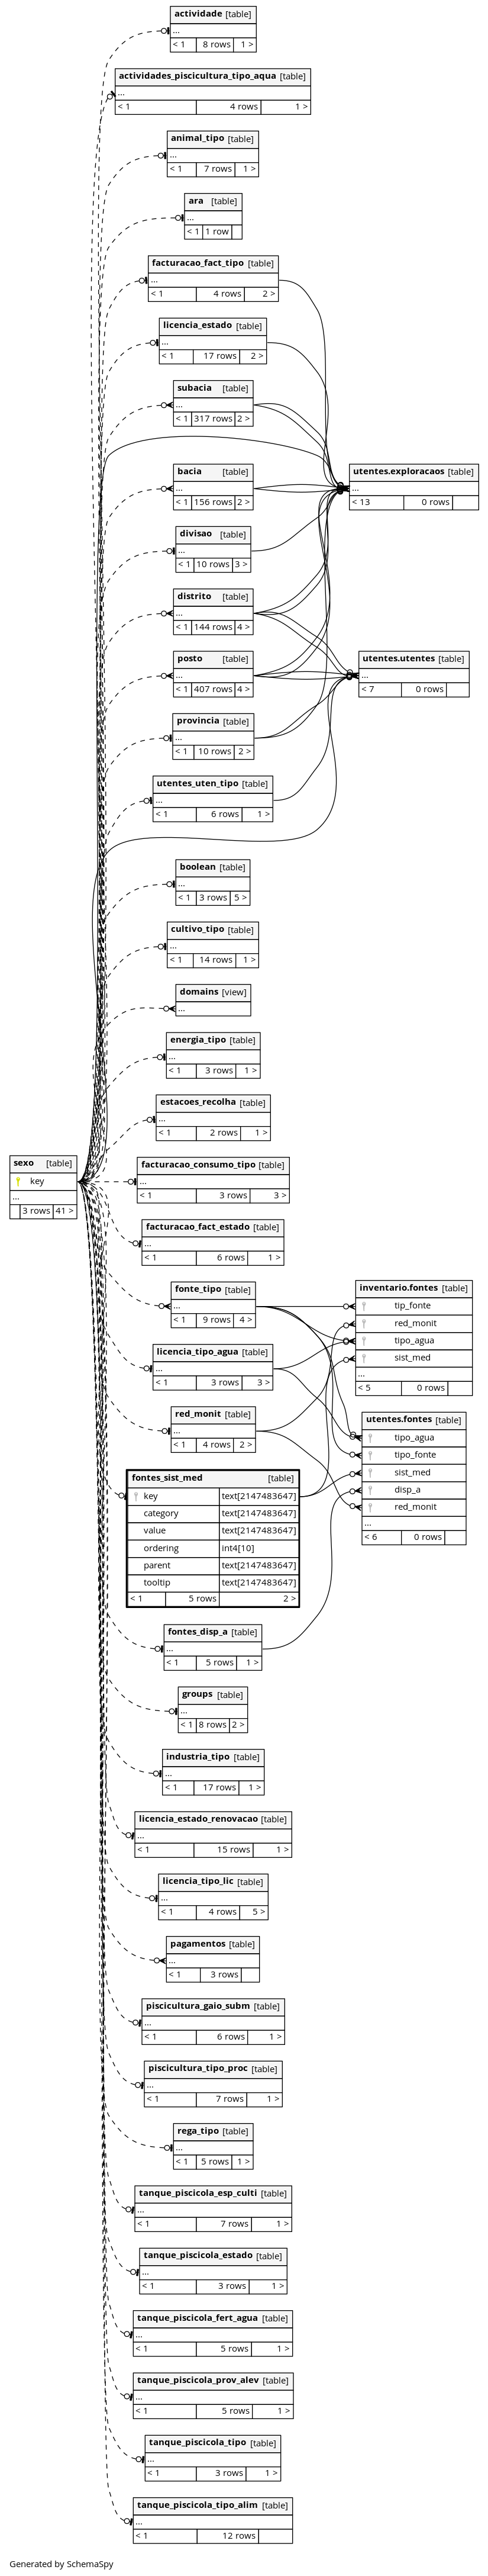 actividade [table]
...
< 1 8 rows 1 >
actividades_piscicultura_tipo_aqua [table]
...
< 1 4 rows 1 >
animal_tipo [table]
...
< 1 7 rows 1 >
ara [table]
...
< 1 1 row
facturacao_fact_tipo [table]
...
< 1 4 rows 2 >
licencia_estado [table]
...
< 1 17 rows 2 >
subacia [table]
...
< 1 317 rows 2 >
bacia [table]
...
< 1 156 rows 2 >
utentes.exploracaos [table]
...
< 13 0 rows
divisao [table]
...
< 1 10 rows 3 >
distrito [table]
...
< 1 144 rows 4 >
posto [table]
...
< 1 407 rows 4 >
utentes.utentes [table]
...
< 7 0 rows
provincia [table]
...
< 1 10 rows 2 >
utentes_uten_tipo [table]
...
< 1 6 rows 1 >
boolean [table]
...
< 1 3 rows 5 >
cultivo_tipo [table]
...
< 1 14 rows 1 >
domains [view]
...
energia_tipo [table]
...
< 1 3 rows 1 >
estacoes_recolha [table]
...
< 1 2 rows 1 >
sexo [table]
key
...
3 rows 41 >
facturacao_consumo_tipo [table]
...
< 1 3 rows 3 >
facturacao_fact_estado [table]
...
< 1 6 rows 1 >
fonte_tipo [table]
...
< 1 9 rows 4 >
inventario.fontes [table]
tip_fonte
red_monit
tipo_agua
sist_med
...
< 5 0 rows
licencia_tipo_agua [table]
...
< 1 3 rows 3 >
red_monit [table]
...
< 1 4 rows 2 >
utentes.fontes [table]
tipo_agua
tipo_fonte
sist_med
disp_a
red_monit
...
< 6 0 rows
fontes_sist_med [table]
key text[2147483647]
category text[2147483647]
value text[2147483647]
ordering int4[10]
parent text[2147483647]
tooltip text[2147483647]
< 1 5 rows 2 >
fontes_disp_a [table]
...
< 1 5 rows 1 >
groups [table]
...
< 1 8 rows 2 >
industria_tipo [table]
...
< 1 17 rows 1 >
licencia_estado_renovacao [table]
...
< 1 15 rows 1 >
licencia_tipo_lic [table]
...
< 1 4 rows 5 >
pagamentos [table]
...
< 1 3 rows
piscicultura_gaio_subm [table]
...
< 1 6 rows 1 >
piscicultura_tipo_proc [table]
...
< 1 7 rows 1 >
rega_tipo [table]
...
< 1 5 rows 1 >
tanque_piscicola_esp_culti [table]
...
< 1 7 rows 1 >
tanque_piscicola_estado [table]
...
< 1 3 rows 1 >
tanque_piscicola_fert_agua [table]
...
< 1 5 rows 1 >
tanque_piscicola_prov_alev [table]
...
< 1 5 rows 1 >
tanque_piscicola_tipo [table]
...
< 1 3 rows 1 >
tanque_piscicola_tipo_alim [table]
...
< 1 12 rows
Generated by SchemaSpy